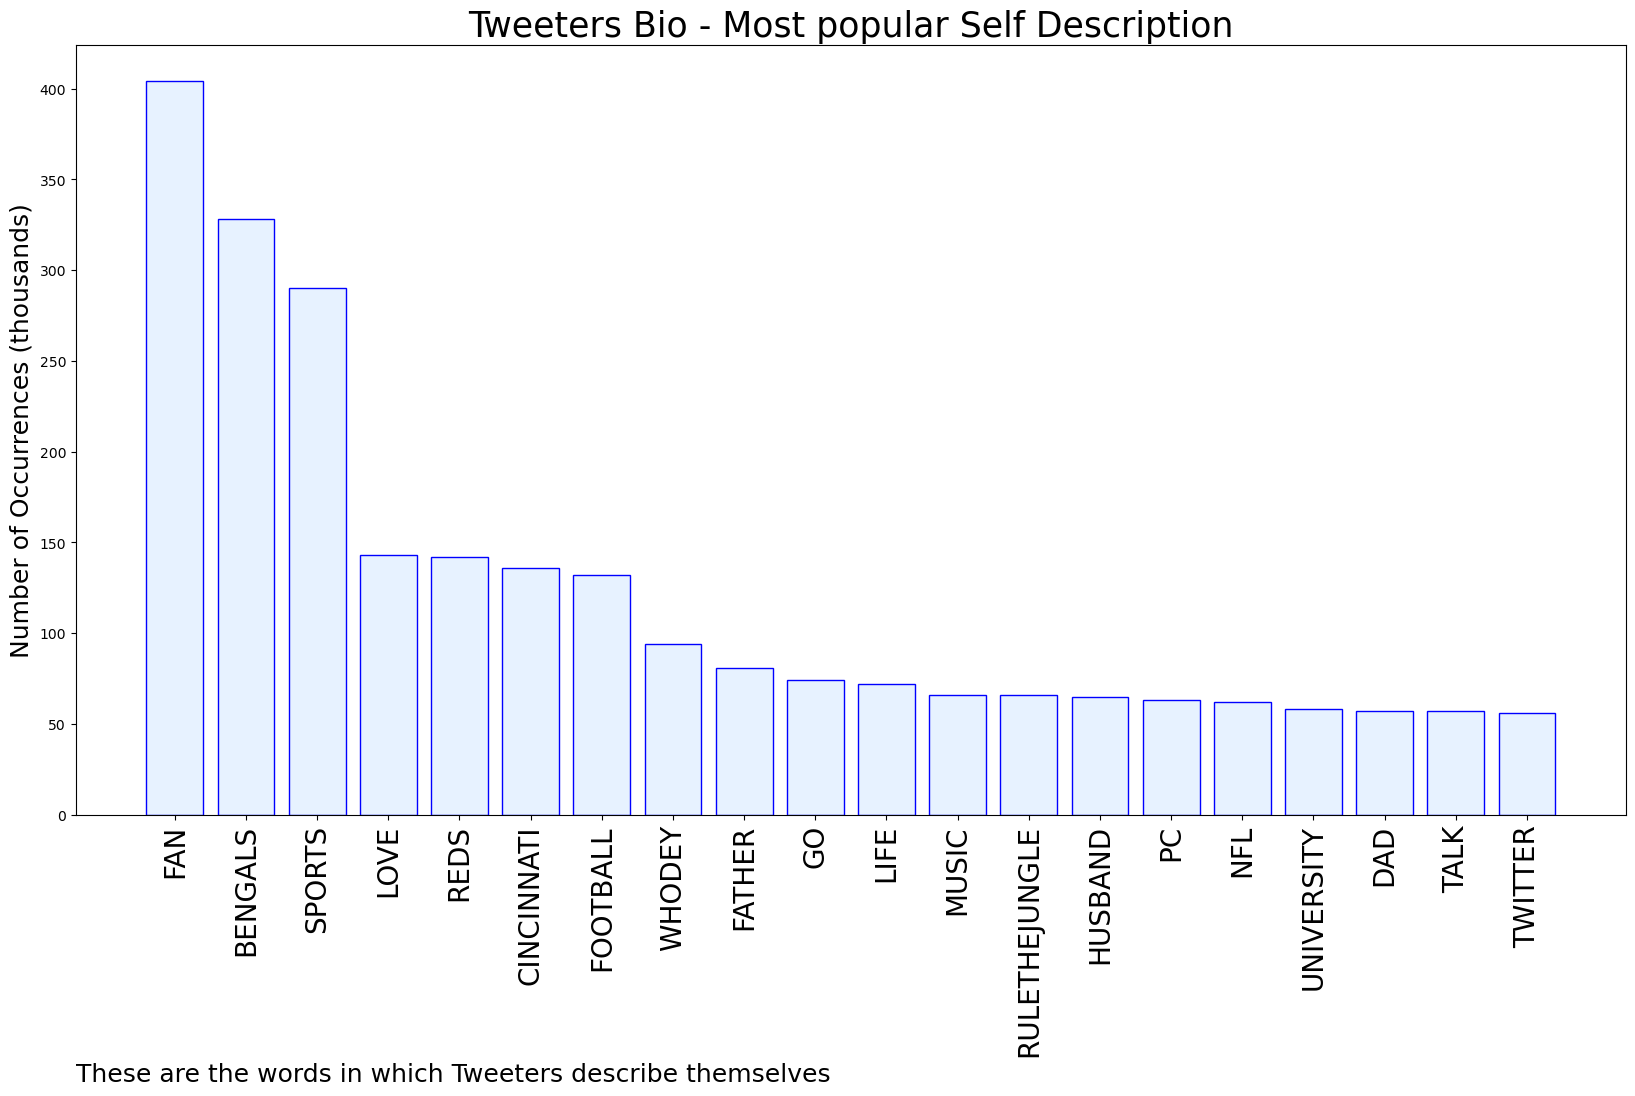 Tweeters Bio - Most popular Self Description
Number of Occurrences (thousands)
400
350
300
250
200
150
100
50
0
FAN
BENGALS
SPORTS
LOVE
REDS
CINCINNATI
FOOTBALL
WHODEY
FATHER
GO
LIFE
MUSIC
RULETHEJUNGLE
HUSBAND
PC
NFL
UNIVERSITY
DAD
TALK
TWITTER
These are the words in which Tweeters describe themselves